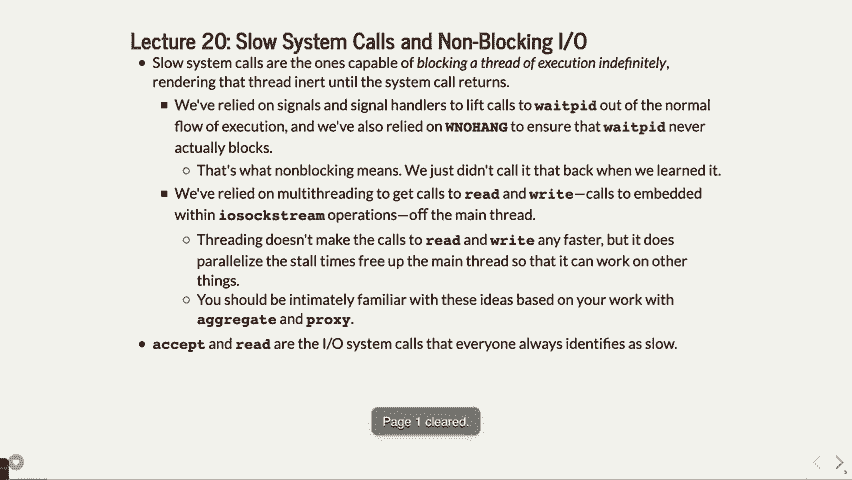 Lecture 20: Slow System Calls and Non-Blocking I/O
• Slow system calls are the ones capable of blocking a thread of execution indefinitely,
rendering that thread inert until the system call returns.
▪ We've relied on signals and signal handlers to lift calls to waitpid out of the normal
flow of execution, and we've also relied on WNOHANG to ensure that waitpid never
actually blocks.
○ That's what nonblocking means. We just didn't call it that back when we learned it.
▪ We've relied on multithreading to get calls to read and write—calls to embedded
within iosockstream operations—off the main thread.
○ Threading doesn't make the calls to read and write any faster, but it does
parallelize the stall times free up the main thread so that it can work on other
things.
○ You should be intimately familiar with these ideas based on your work with
aggregate and proxy.
• accept and read are the I/O system calls that everyone always identifies as slow.
Page 1 cleared.